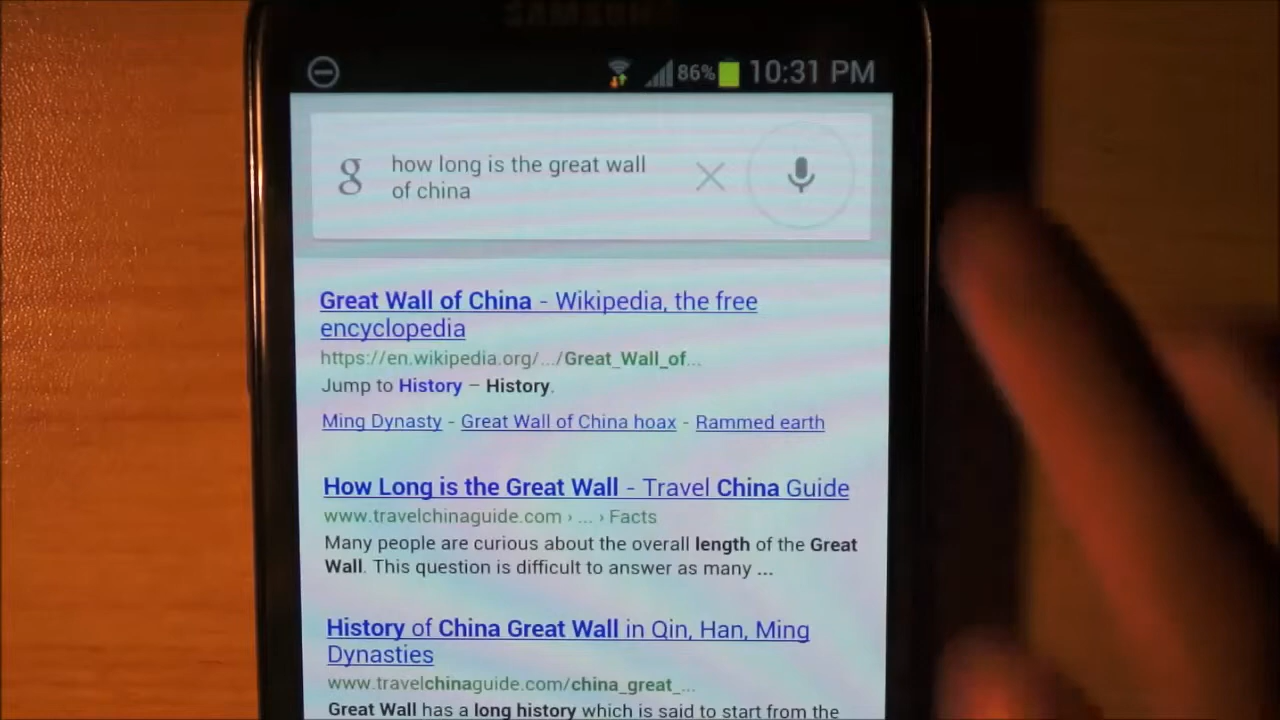 SAMSUNG
86% 10:31 PM
g how long is the great wall
of china
Great Wall of China - Wikipedia, the free
encyclopedia
https://en.wikipedia.org/.../Great_Wall_of...
Jump to History – History.
Ming Dynasty - Great Wall of China hoax - Rammed earth
How Long is the Great Wall - Travel China Guide
www.travelchinaguide.com › ... › Facts
Many people are curious about the overall length of the Great
Wall. This question is difficult to answer as many ...
History of China Great Wall in Qin, Han, Ming
Dynasties
www.travelchinaguide.com/china_great_...
Great Wall has a long history which is said to start from the